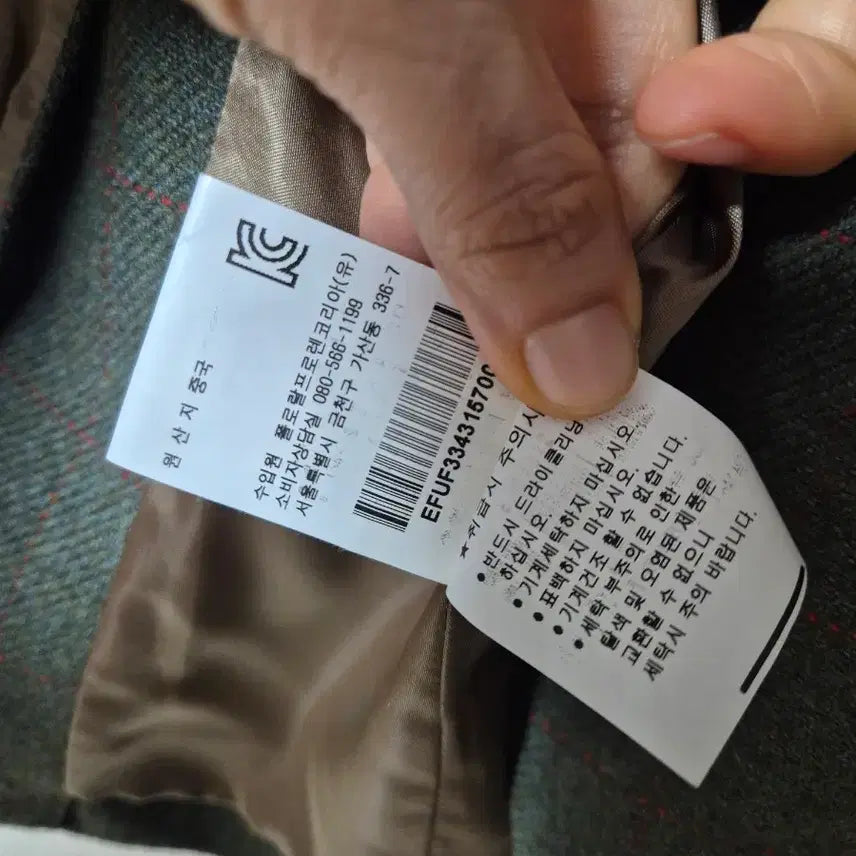 원산지 중국
수입원 폴로랄프로렌코리아(유)
소비자상담실 080-566-1199
서울특별시 금천구 가산동 336-7
EFUF334315700
★취급시 주의사
• 반드시 드라이 클리닝
하십시오.
• 기계세탁하지 마십시오.
• 표백하지 마십시오.
• 기계건조 할 수 없습니다.
• 세탁 부주의로 인한
탈색 및 오염된 제품은
교환할 수 없으니
세탁시 주의 바랍니다.